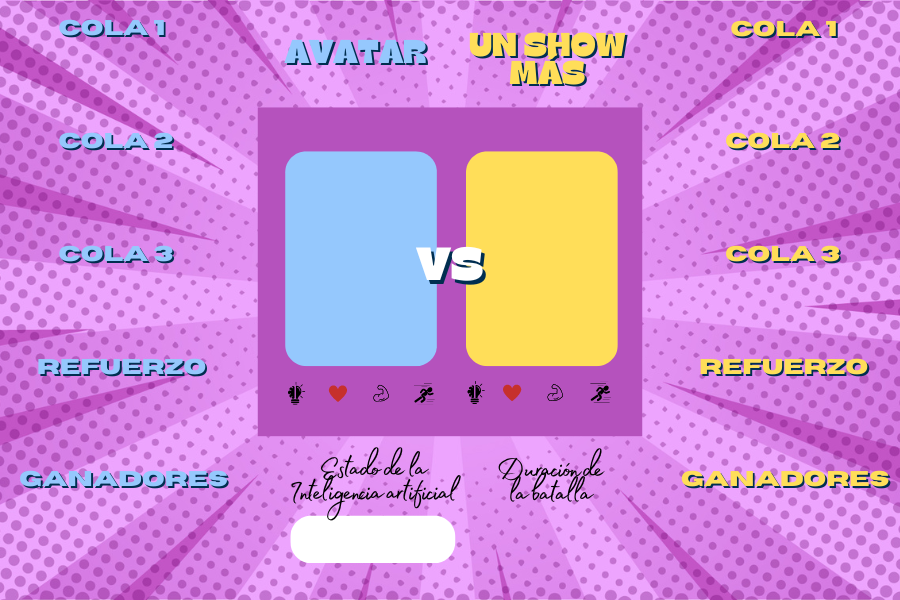 COLA 1
AVATAR
UN SHOW
MÁS
COLA 1
COLA 2
COLA 2
COLA 3
VS
COLA 3
REFUERZO
REFUERZO
Estado de la
Inteligencia artificial
Duración de
la batalla
GANADORES
GANADORES